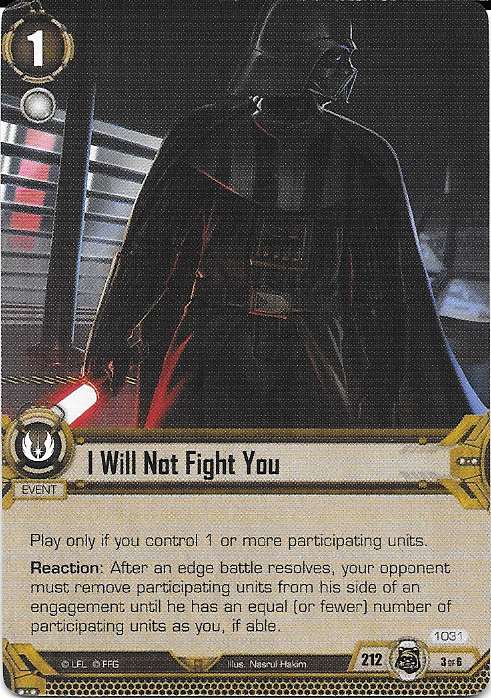 1
I Will Not Fight You
EVENT
Play only if you control 1 or more participating units.
Reaction: After an edge battle resolves, your opponent
must remove participating units from his side of an
engagement until he has an equal (or fewer) number of
participating units as you, if able.
1031
© LFL © FFG
Illus. Nasrul Hakim
212
3 OF 6